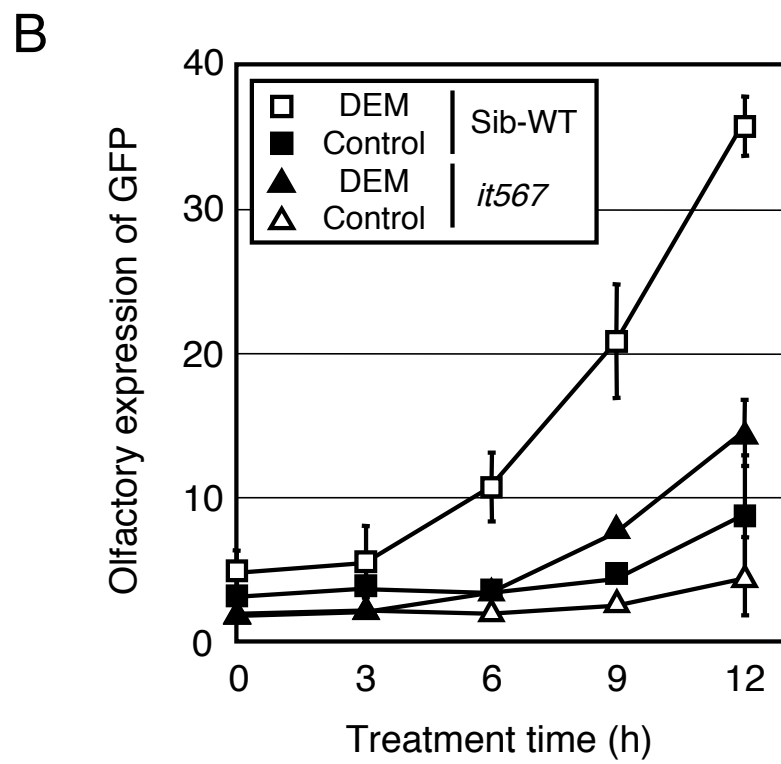 B
Olfactory expression of GFP
40
30
20
10
0
DEM
Control
Sib-WT
DEM
Control
it567
0 3 6 9 12
Treatment time (h)